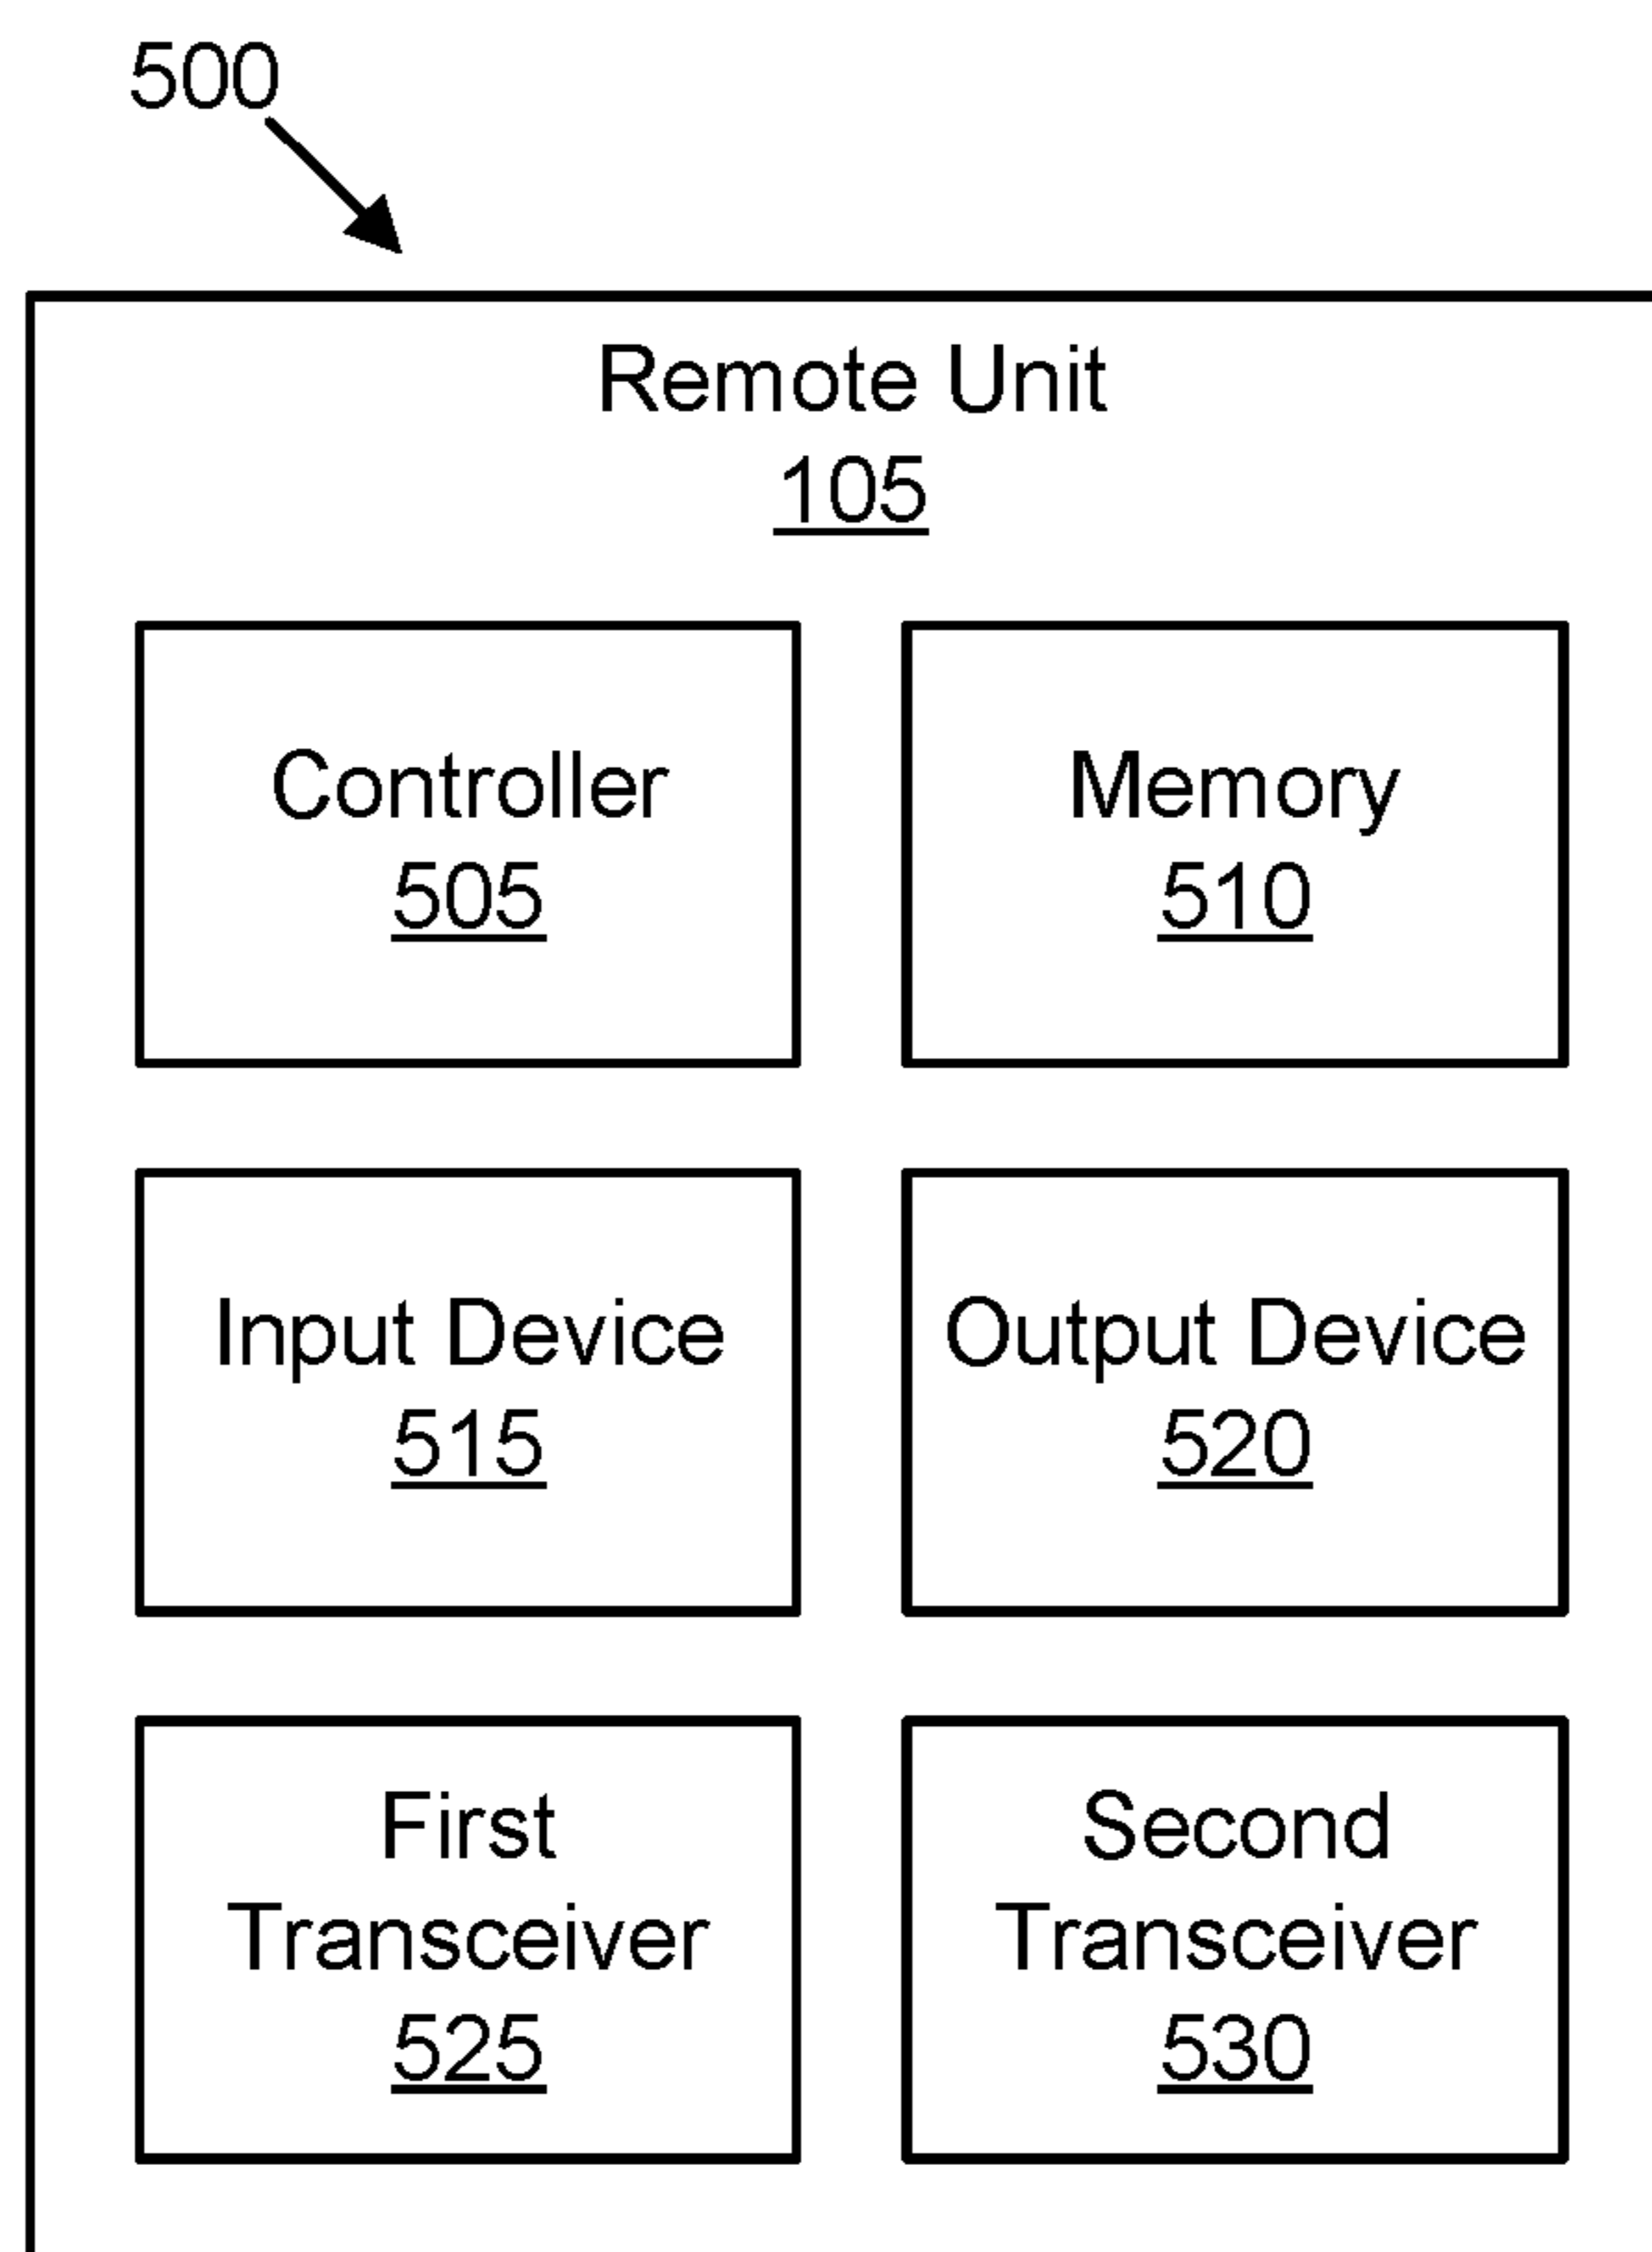 500
Remote Unit
105
Controller
505
Memory
510
Input Device
515
Output Device
520
First
Transceiver
525
Second
Transceiver
530